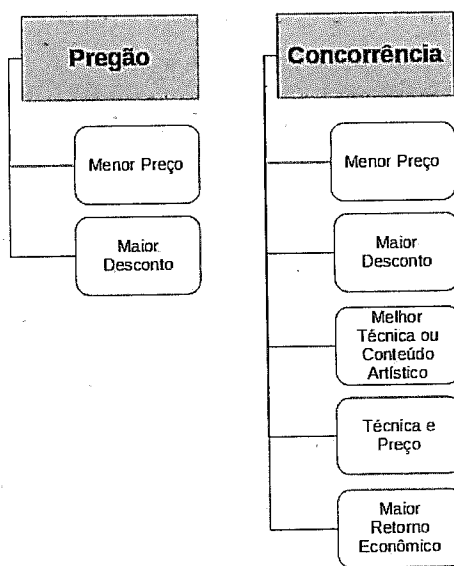 Pregão
Menor Preço
Maior
Desconto
Concorrência
Menor Preço
Maior
Desconto
Melhor
Técnica ou
Conteúdo
Artístico
Técnica e
Preço
Maior
Retorno
Econômico